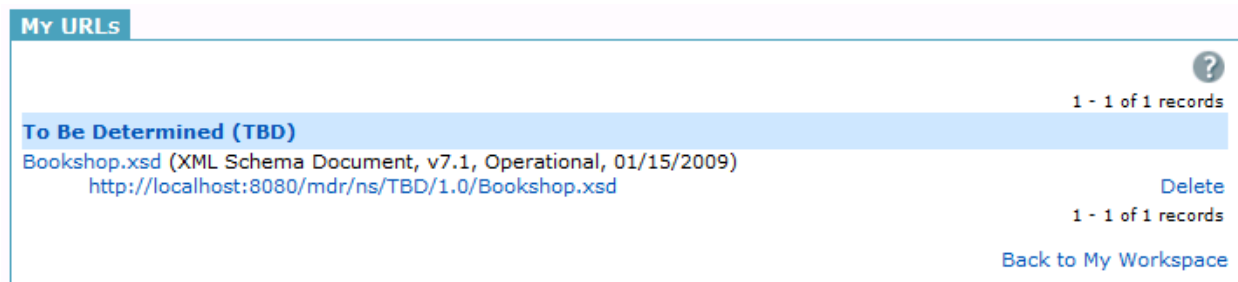 My URLs
?
1 - 1 of 1 records
To Be Determined (TBD)
Bookshop.xsd (XML Schema Document, v7.1, Operational, 01/15/2009)
http://localhost:8080/mdr/ns/TBD/1.0/Bookshop.xsd Delete
1 - 1 of 1 records
Back to My Workspace